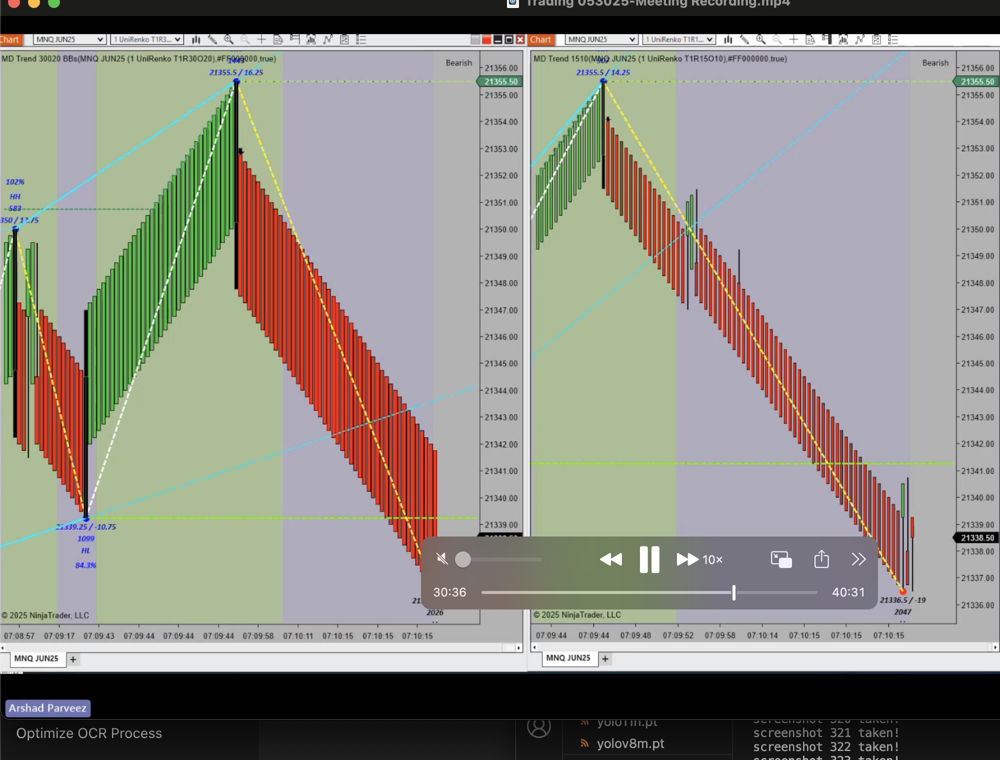 Trading 053025-Meeting Recording.mp4
Chart
MNQ JUN25
1 UniRenko T1R3...
Chart
MNQ JUN25
1 UniRenko T1R1...
MD Trend 30O20 BBs(MNQ JUN25 (1 UniRenko T1R30O20),#FF000000,true)
Bearish
21355.5 / 16.25
102%
HH
583
350 / 11.75
21339.25 / -10.75
1099
HL
84.3%
2026
21356.00
21355.50
21355.00
21354.00
21353.00
21352.00
21351.00
21350.00
21349.00
21348.00
21347.00
21346.00
21345.00
21344.00
21343.00
21342.00
21341.00
21340.00
21339.00
© 2025 NinjaTrader, LLC
07:08:57
07:09:17
07:09:43
07:09:44
07:09:44
07:09:58
07:10:11
07:10:15
07:10:15
07:10:15
MNQ JUN25
+
MD Trend 1510(MNQ JUN25 (1 UniRenko T1R15O10),#FF000000,true)
Bearish
21355.5 / 14.25
21336.5 / -19
2047
21356.00
21355.50
21355.00
21354.00
21353.00
21352.00
21351.00
21350.00
21349.00
21348.00
21347.00
21346.00
21345.00
21344.00
21343.00
21342.00
21341.00
21340.00
21339.00
21338.50
21338.00
21337.00
21336.00
© 2025 NinjaTrader, LLC
07:09:44
07:09:44
07:09:48
07:09:52
07:09:58
07:10:14
07:10:15
07:10:15
07:10:15
MNQ JUN25
+
10×
30:36
40:31
Arshad Parveez
Optimize OCR Process
yolo11n.pt
yolov8m.pt
screenshot 320 taken!
screenshot 321 taken!
screenshot 322 taken!
screenshot 323 taken!